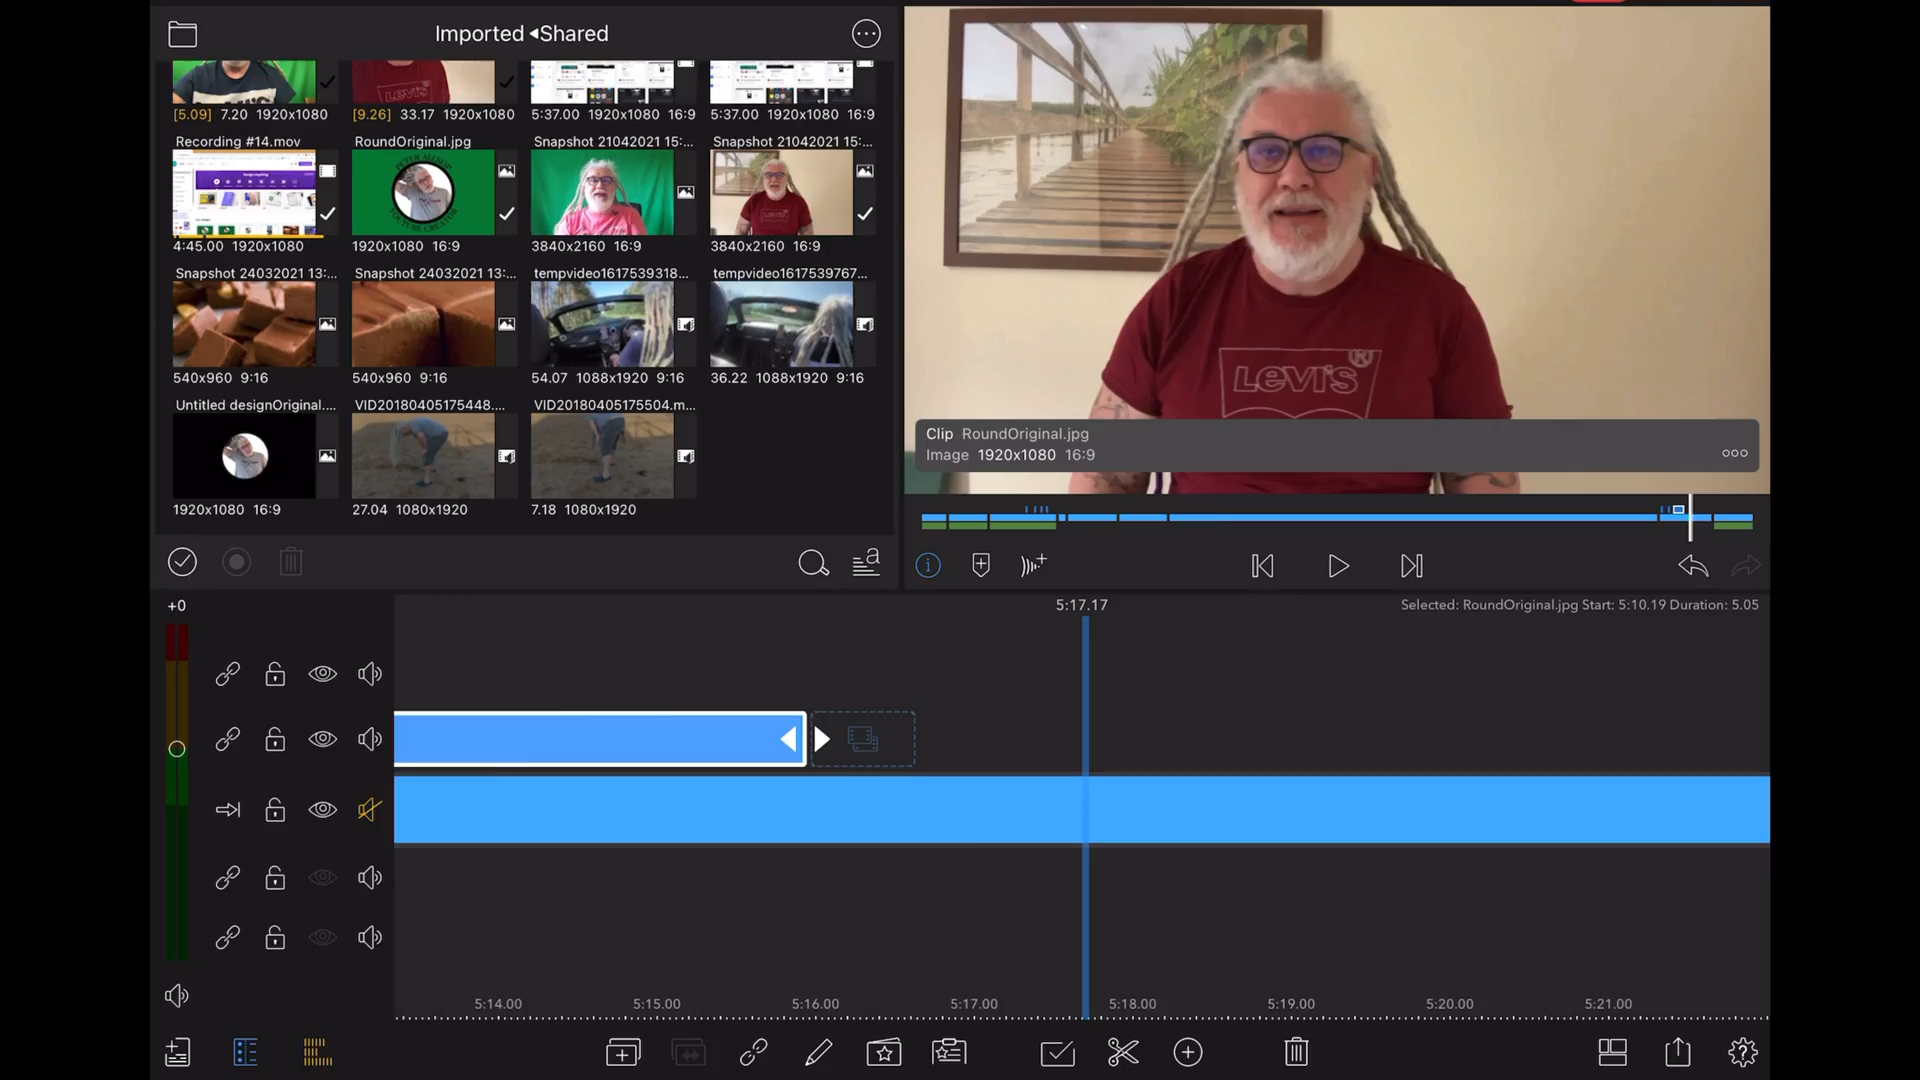 Imported ◂Shared
[5.09] 7.20 1920x1080
[9.26] 33.17 1920x1080
5:37.00 1920x1080 16:9
5:37.00 1920x1080 16:9
Recording #14.mov
RoundOriginal.jpg
Snapshot 21042021 15:...
Snapshot 21042021 15:...
PETER ALLSOP
YOUTUBE CREATOR
4:45.00 1920x1080
1920x1080 16:9
3840x2160 16:9
3840x2160 16:9
Snapshot 24032021 13:...
Snapshot 24032021 13:...
tempvideo1617539318...
tempvideo1617539767...
540x960 9:16
540x960 9:16
54.07 1088x1920 9:16
36.22 1088x1920 9:16
Untitled designOriginal....
VID20180405175448....
VID20180405175504.m...
1920x1080 16:9
27.04 1080x1920
7.18 1080x1920
LEVI'S
LEVI'S ®
Clip RoundOriginal.jpg
Image 1920x1080 16:9
+0
5:17.17
Selected: RoundOriginal.jpg Start: 5:10.19 Duration: 5.05
5:14.00 5:15.00 5:16.00 5:17.00 5:18.00 5:19.00 5:20.00 5:21.00